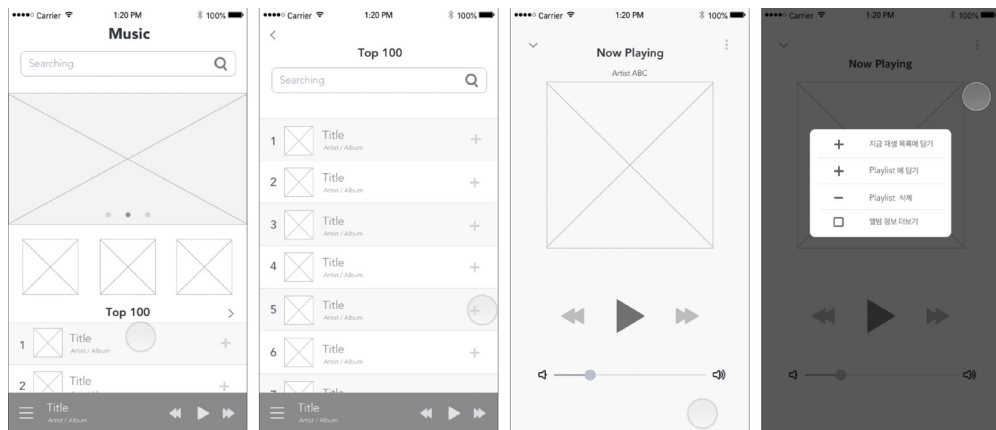 Carrier 1:20 PM 100%
Music
Searching
Top 100
1 Title
Artist / Album
2 Title
Title
Artist / Album
Carrier 1:20 PM 100%
Top 100
Searching
1 Title
Artist / Album
2 Title
Artist / Album
3 Title
Artist / Album
4 Title
Artist / Album
5 Title
Artist / Album
6 Title
Artist / Album
Title
Title
Artist / Album
Carrier 1:20 PM 100%
Now Playing
Artist ABC
Carrier 1:20 PM 100%
Now Playing
지금 재생 목록에 담기
Playlist 에 담기
Playlist 삭제
앨범 정보 더보기